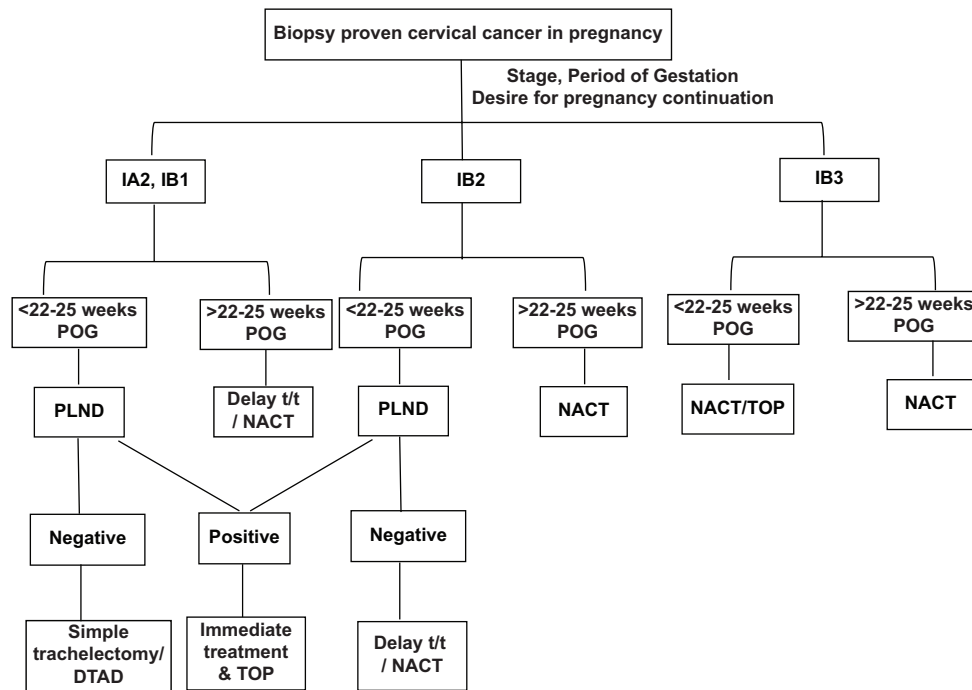 Biopsy proven cervical cancer in pregnancy
Stage, Period of Gestation
Desire for pregnancy continuation
IA2, IB1
IB2
IB3
<22-25 weeks
POG
>22-25 weeks
POG
<22-25 weeks
POG
>22-25 weeks
POG
<22-25 weeks
POG
>22-25 weeks
POG
PLND
Delay t/t
/ NACT
PLND
NACT
NACT/TOP
NACT
Negative
Positive
Negative
Simple
trachelectomy/
DTAD
Immediate
treatment
& TOP
Delay t/t
/ NACT